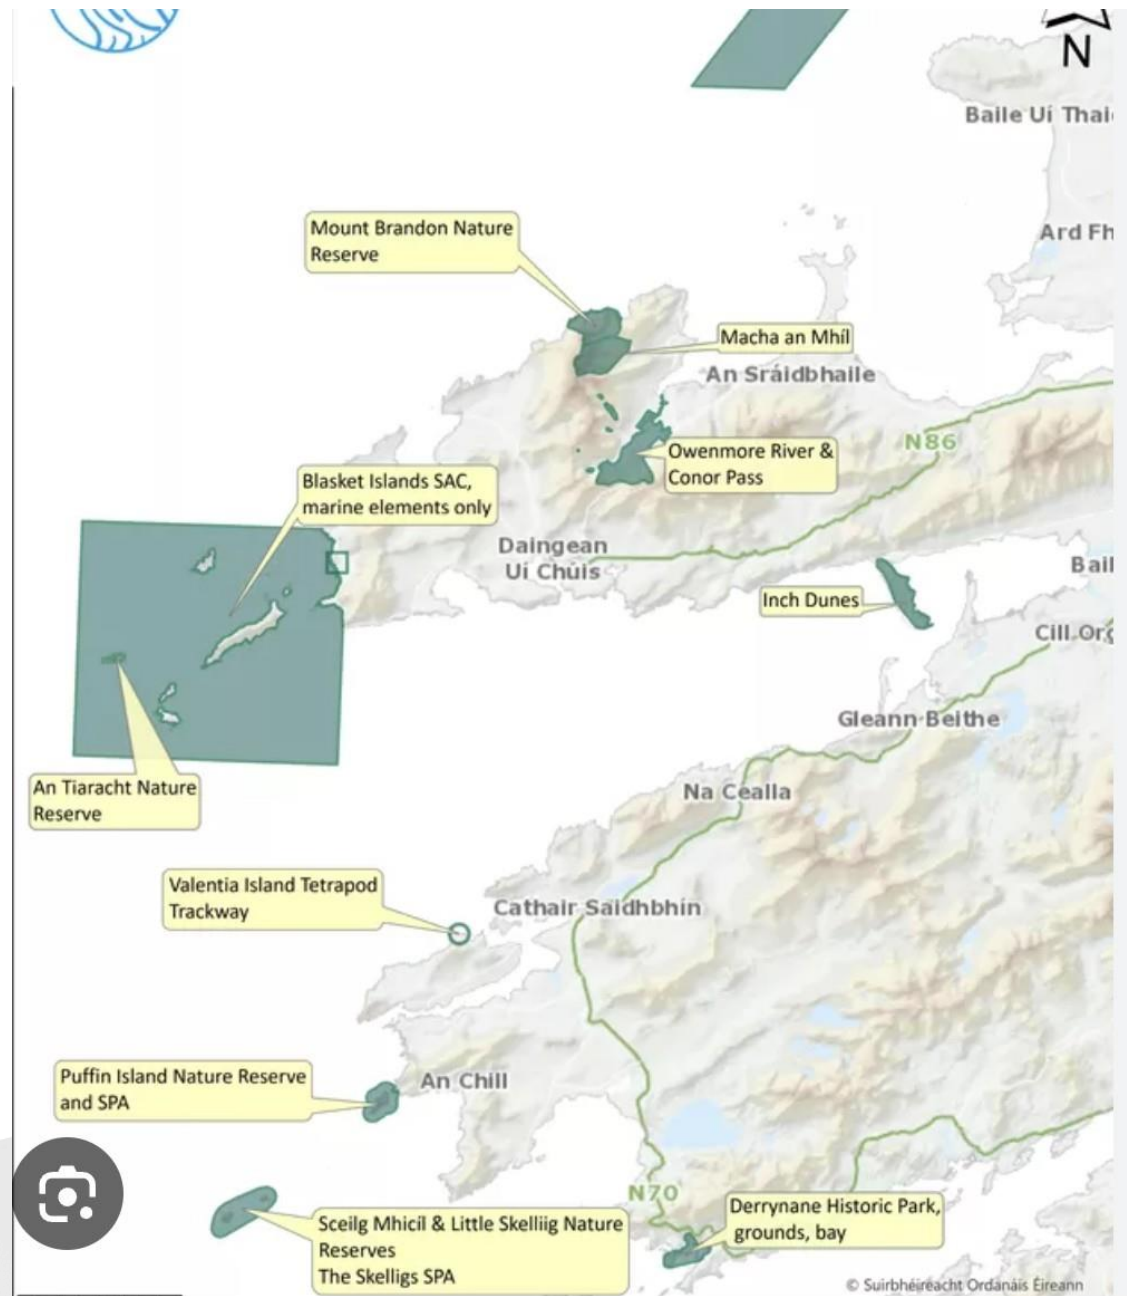 N
Baile Uí Thai
Mount Brandon Nature
Reserve
Ard Fh
Macha an Mhíl
An Sráidbhaile
N86
Owenmore River &
Conor Pass
Blasket Islands SAC,
marine elements only
Daingean
Uí Chúis
Bail
Inch Dunes
Cill Org
Gleann Beithe
An Tiaracht Nature
Reserve
Na Cealla
Valentia Island Tetrapod
Trackway
Cathair Saidhbhín
Puffin Island Nature Reserve
and SPA
An Chill
N70
Derrynane Historic Park,
grounds, bay
Sceilg Mhicíl & Little Skelliig Nature
Reserves
The Skelligs SPA
© Suirbhéireacht Ordanáis Éireann